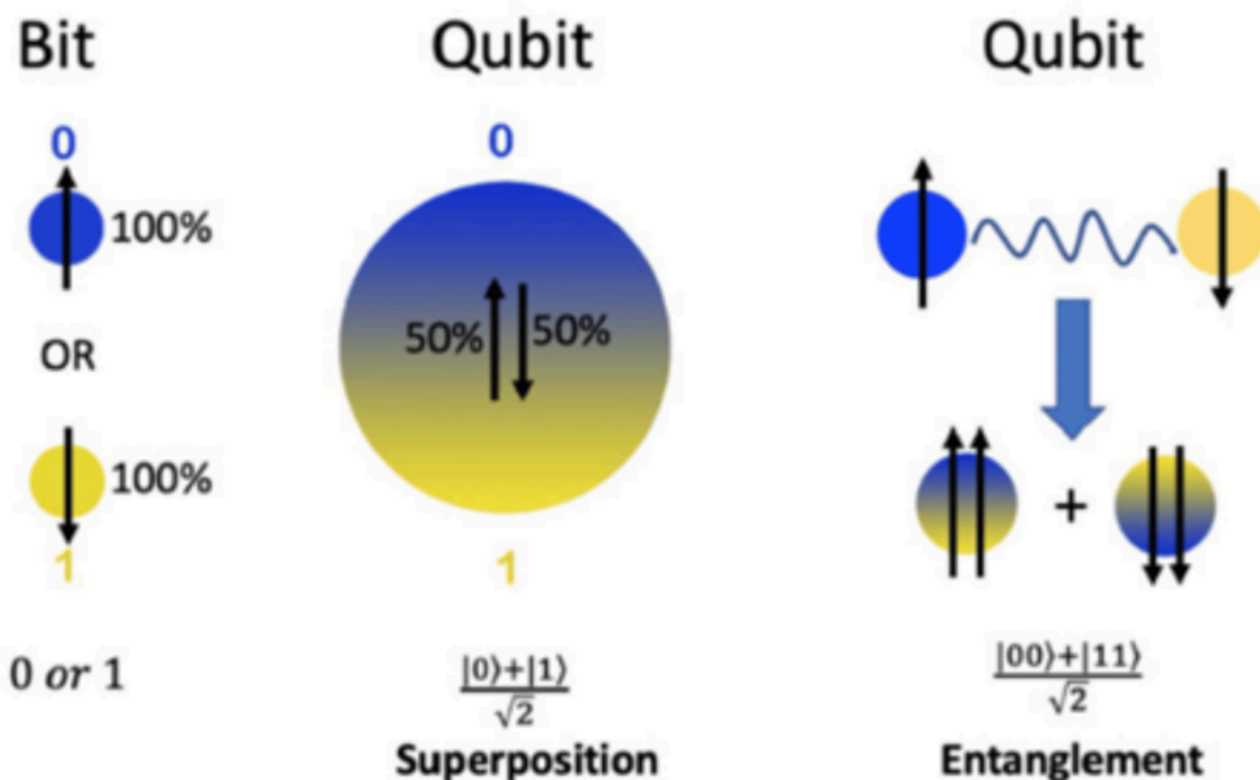 Bit
0
100%
OR
100%
1
0 or 1
Qubit
0
50% 50%
1
|0⟩+|1⟩
√2
Superposition
Qubit
+
|00⟩+|11⟩
√2
Entanglement